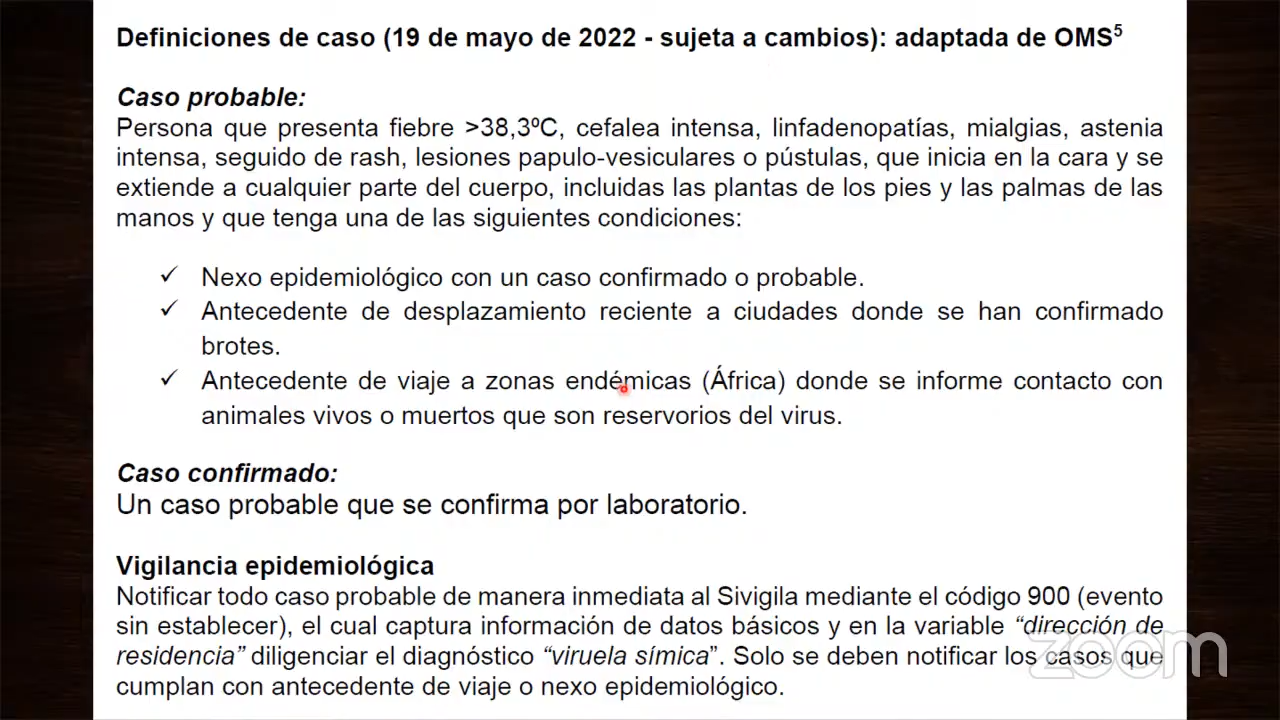 Definiciones de caso (19 de mayo de 2022 - sujeta a cambios): adaptada de OMS⁵
Caso probable:
Persona que presenta fiebre >38,3ºC, cefalea intensa, linfadenopatías, mialgias, astenia
intensa, seguido de rash, lesiones papulo-vesiculares o pústulas, que inicia en la cara y se
extiende a cualquier parte del cuerpo, incluidas las plantas de los pies y las palmas de las
manos y que tenga una de las siguientes condiciones:
✓ Nexo epidemiológico con un caso confirmado o probable.
✓ Antecedente de desplazamiento reciente a ciudades donde se han confirmado
brotes.
✓ Antecedente de viaje a zonas endémicas (África) donde se informe contacto con
animales vivos o muertos que son reservorios del virus.
Caso confirmado:
Un caso probable que se confirma por laboratorio.
Vigilancia epidemiológica
Notificar todo caso probable de manera inmediata al Sivigila mediante el código 900 (evento
sin establecer), el cual captura información de datos básicos y en la variable “dirección de
residencia” diligenciar el diagnóstico “viruela símica”. Solo se deben notificar los casos que
cumplan con antecedente de viaje o nexo epidemiológico.
zoom